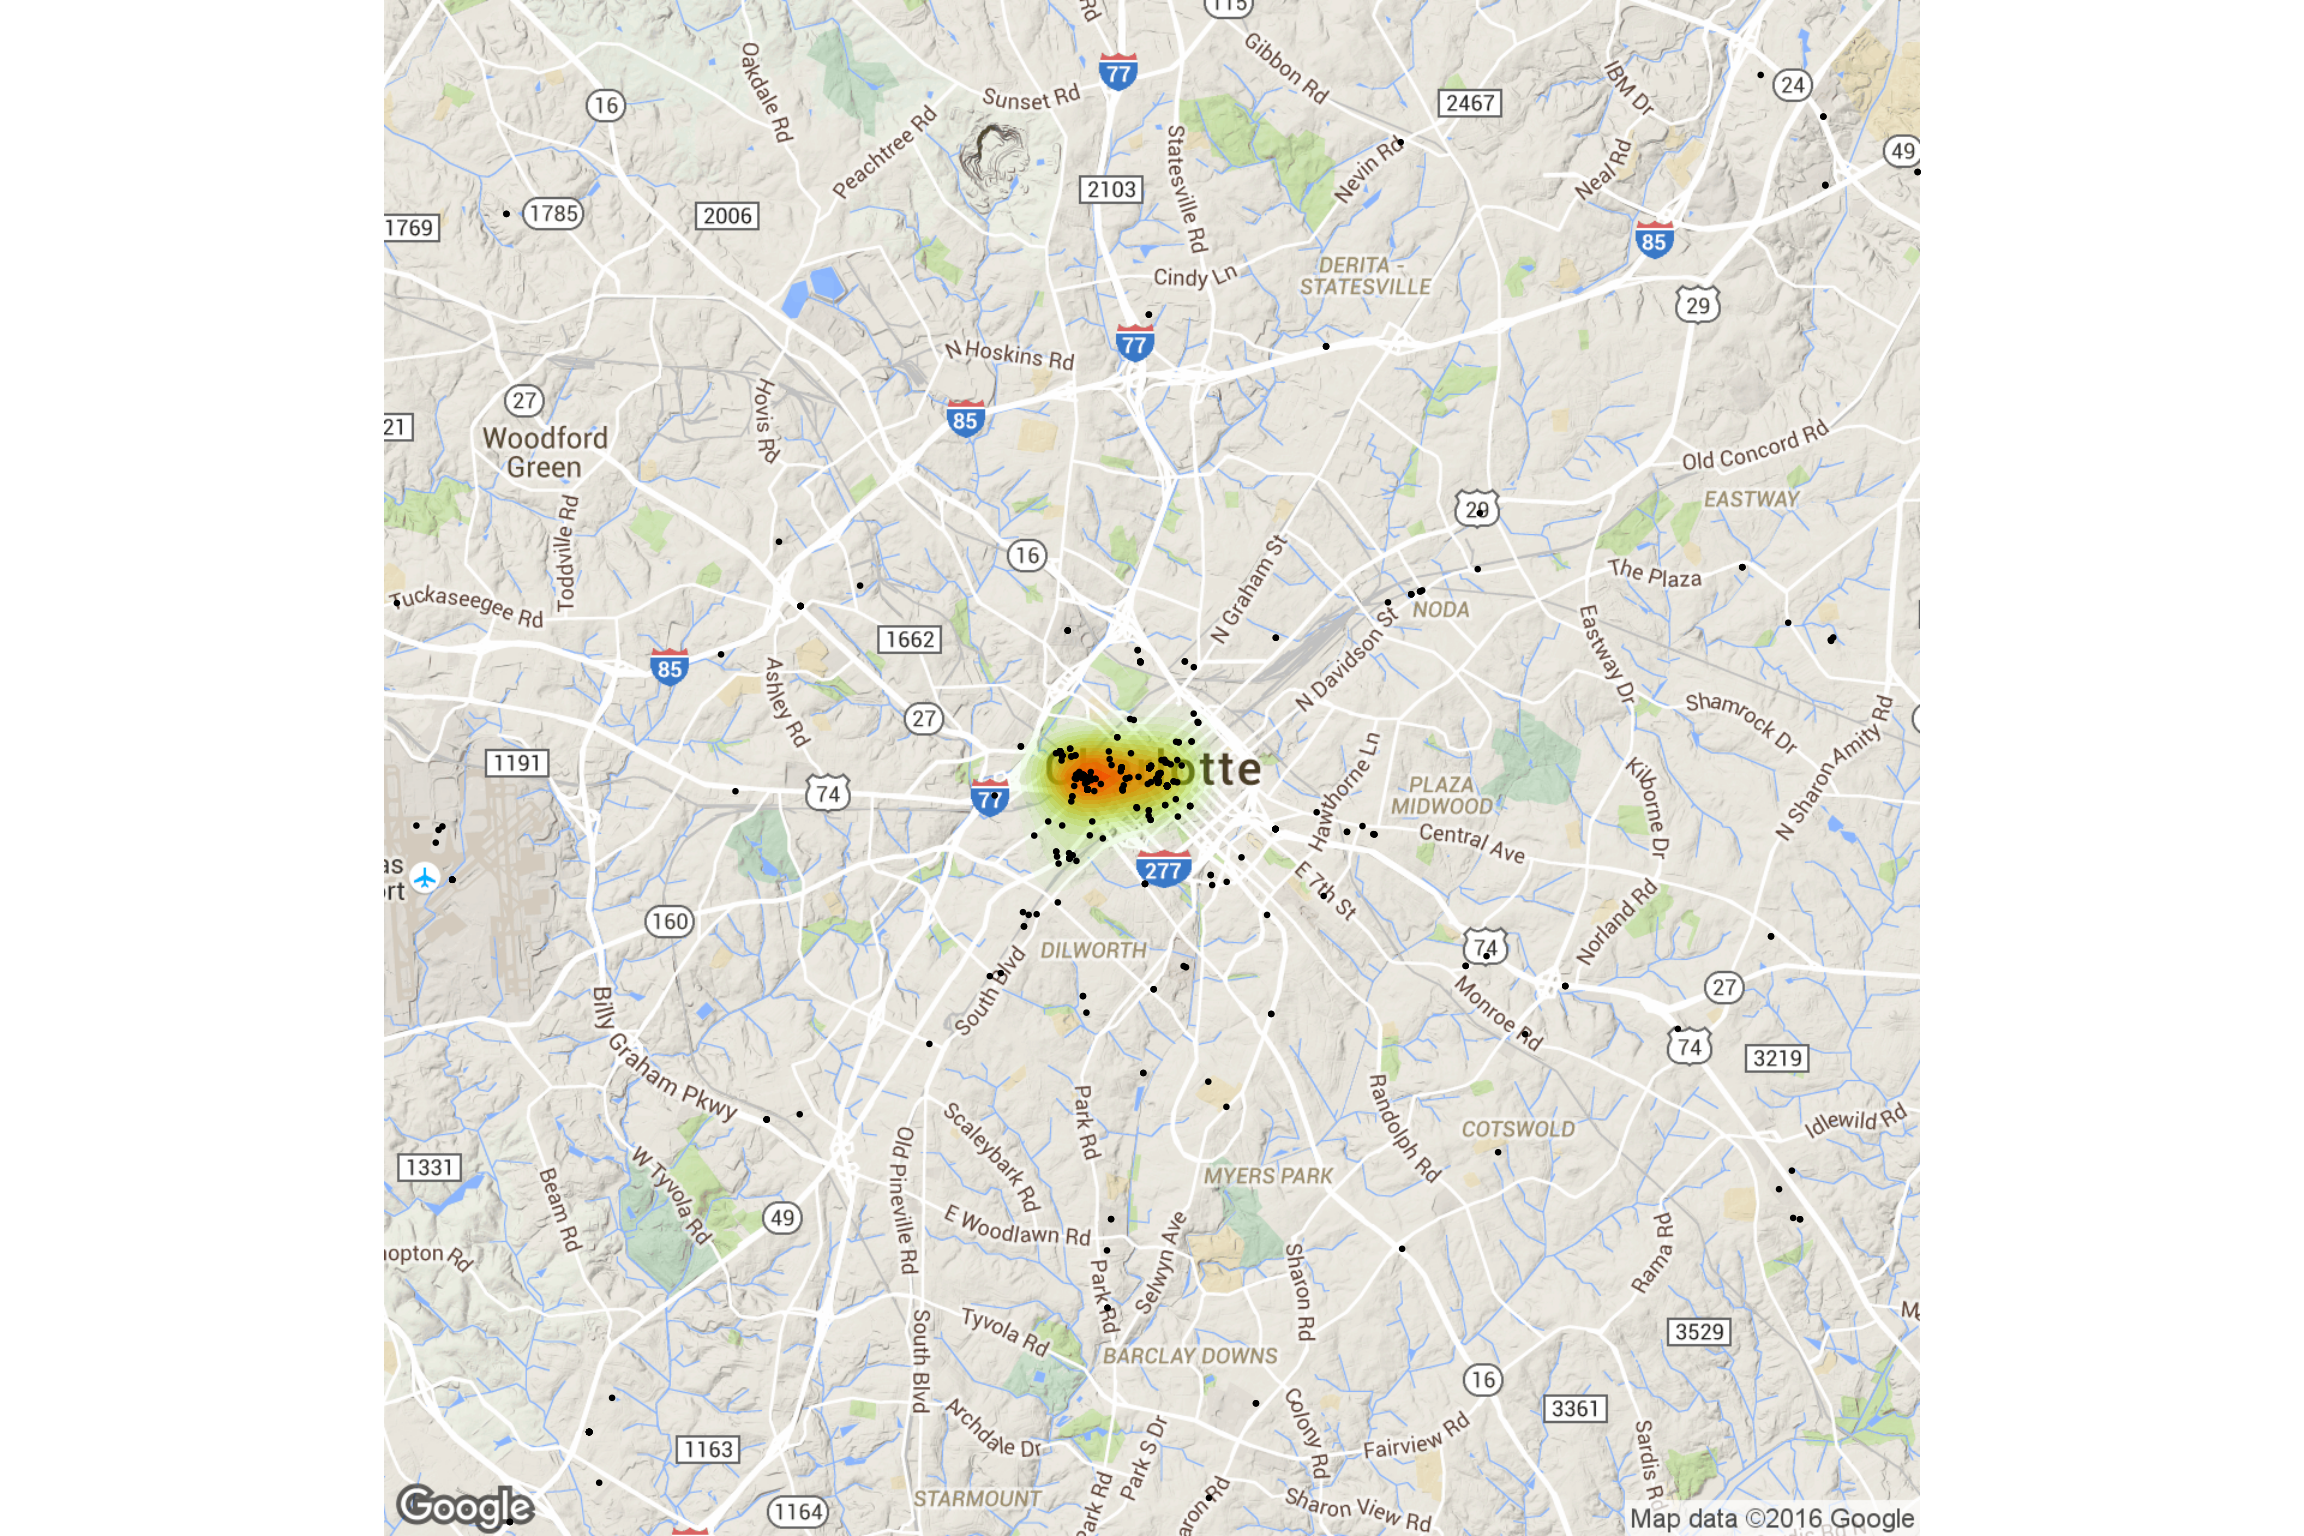 115
Rd
77
Gibbon Rd
Oakdale Rd
16
Sunset Rd
IBM Dr
24
2467
Peachtree Rd
Statesville Rd
Nevin Rd
49
Neal Rd
2103
1785
2006
1769
85
DERITA -
STATESVILLE
Cindy Ln
29
77
N Hoskins Rd
27
Hovis Rd
85
21
Woodford
Green
Old Concord Rd
EASTWAY
29
Toddville Rd
16
N Graham St
The Plaza
Tuckaseegee Rd
NODA
1662
Eastway Dr
85
Ashley Rd
N Davidson St
Shamrock Dr
N Sharon Amity Rd
27
1191
Charlotte
Hawthorne Ln
74
77
PLAZA
MIDWOOD
Kilborne Dr
Central Ave
277
as
rt
E 7th St
160
Norland Rd
74
DILWORTH
South Blvd
27
Monroe Rd
Billy Graham Pkwy
74
3219
Park Rd
Randolph Rd
Scaleybark Rd
Idlewild Rd
COTSWOLD
Old Pineville Rd
1331
W Tyvola Rd
MYERS PARK
Beam Rd
49
E Woodlawn Rd
Selwyn Ave
Rama Rd
hopton Rd
Sharon Rd
Park Rd
M
Tyvola Rd
South Blvd
3529
BARCLAY DOWNS
16
Colony Rd
3361
Archdale Dr
Park S Dr
Fairview Rd
Sardis Rd
1163
Google
STARMOUNT
Park Rd
aron Rd
Sharon View Rd
1164
Map data ©2016 Google